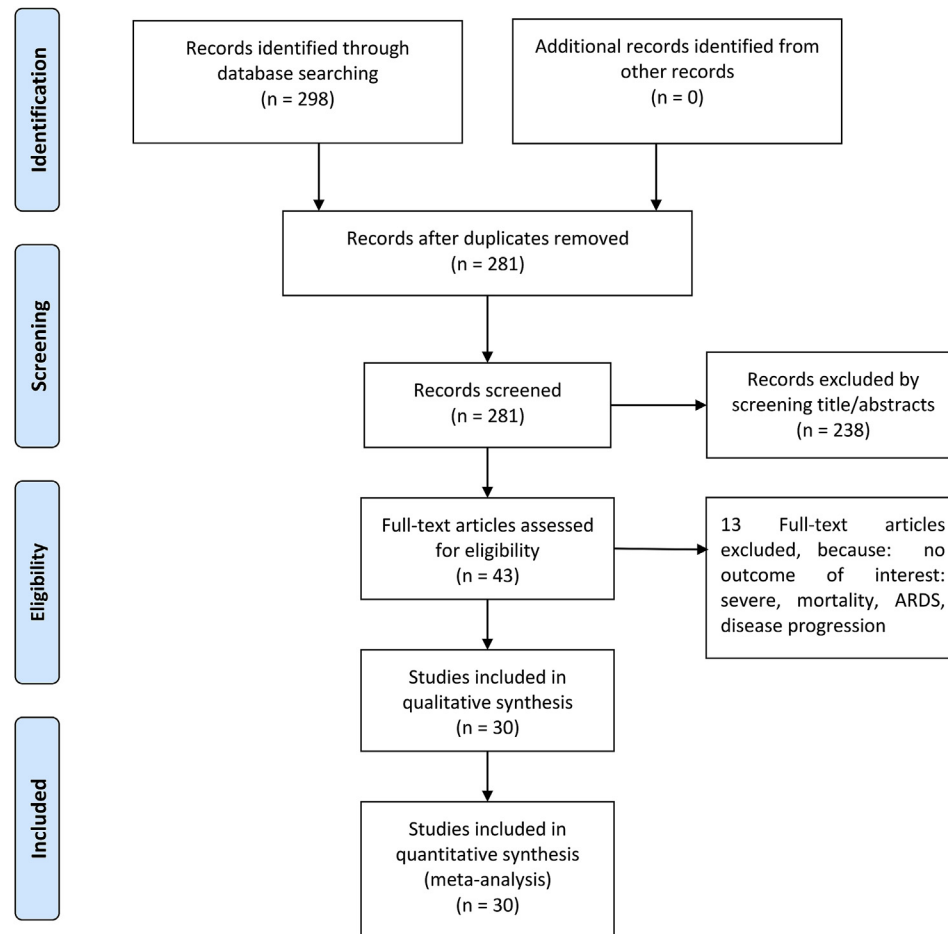 Identification
Records identified through
database searching
(n = 298)
Additional records identified from
other records
(n = 0)
Records after duplicates removed
(n = 281)
Screening
Records screened
(n = 281)
Records excluded by
screening title/abstracts
(n = 238)
Eligibility
Full-text articles assessed
for eligibility
(n = 43)
13 Full-text articles
excluded, because: no
outcome of interest:
severe, mortality, ARDS,
disease progression
Studies included in
qualitative synthesis
(n = 30)
Included
Studies included in
quantitative synthesis
(meta-analysis)
(n = 30)